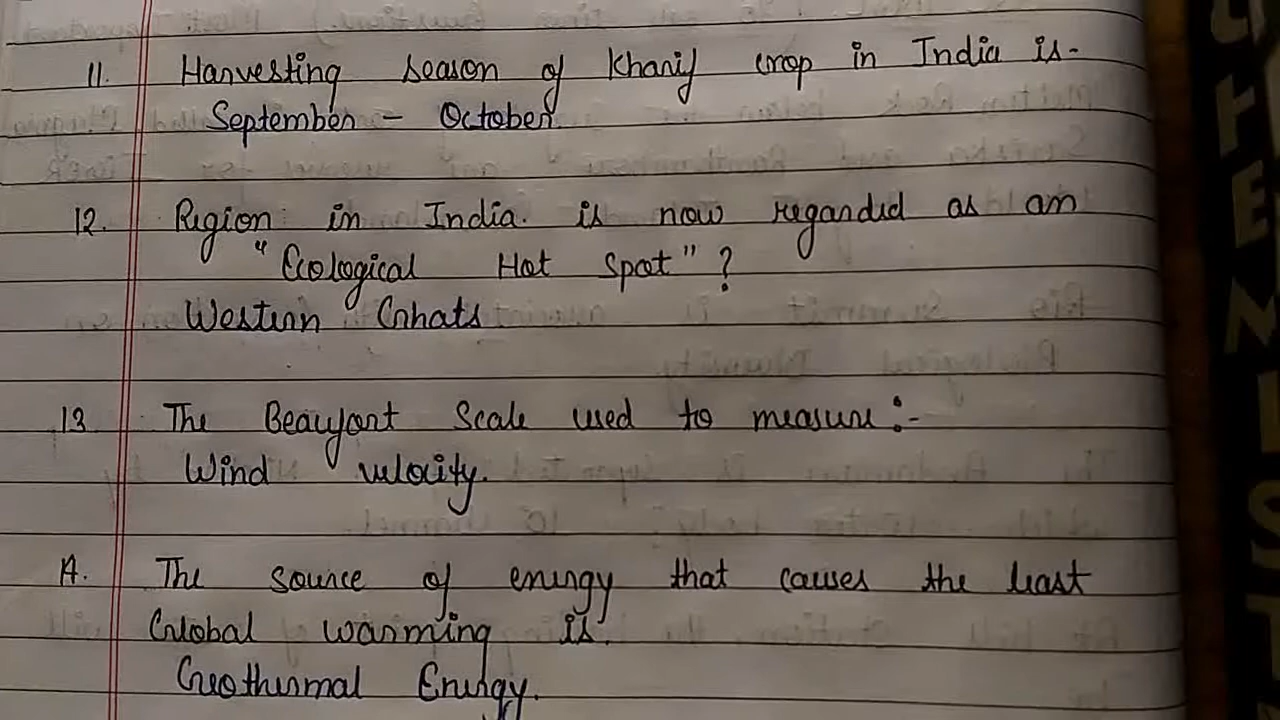 11. Harvesting season of Kharif crop in India is-
September - October.
12. Region in India is now regarded as an
"Ecological Hot Spot" ?
Western Ghats
13 The Beaufort Scale used to measure :-
Wind velocity.
14. The source of energy that causes the least
Global warming is.
Geothermal Energy.